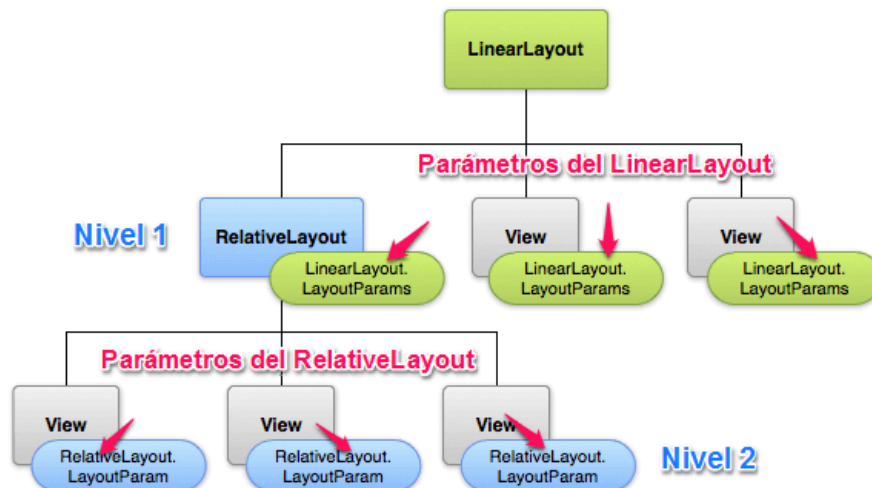 LinearLayout
Parámetros del LinearLayout
Nivel 1
RelativeLayout
LinearLayout.
LayoutParams
View
LinearLayout.
LayoutParams
View
LinearLayout.
LayoutParams
Parámetros del RelativeLayout
View
RelativeLayout.
LayoutParam
View
RelativeLayout.
LayoutParam
View
RelativeLayout.
LayoutParam
Nivel 2